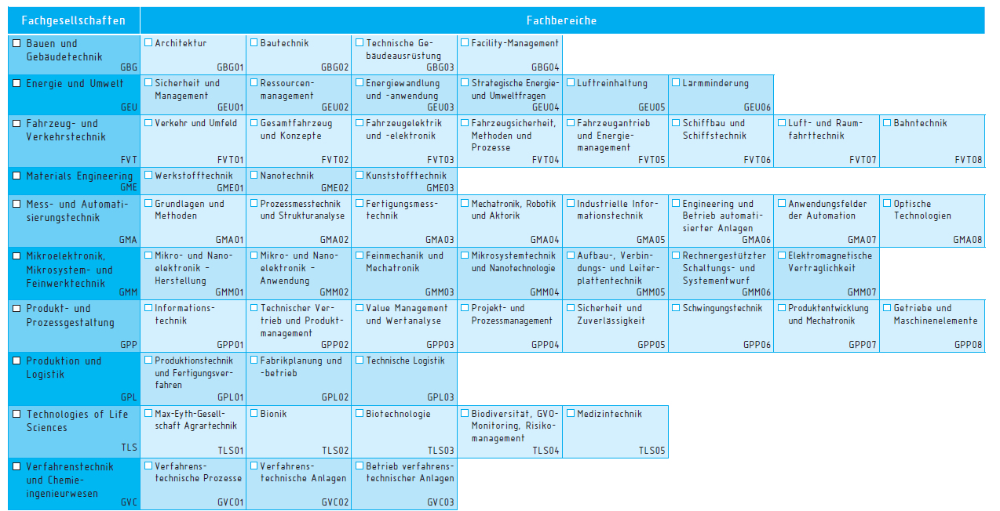 Fachgesellschaften
Fachbereiche
Bauen und
Gebäudetechnik
GBG
Architektur
GBG01
Bautechnik
GBG02
Technische Ge-
bäudeausrüstung
GBG03
Facility-Management
GBG04
Energie und Umwelt
GEU
Sicherheit und
Management
GEU01
Ressourcen-
management
GEU02
Energiewandlung
und -anwendung
GEU03
Strategische Energie-
und Umweltfragen
GEU04
Luftreinhaltung
GEU05
Lärmminderung
GEU06
Fahrzeug- und
Verkehrstechnik
FVT
Verkehr und Umfeld
FVT01
Gesamtfahrzeug
und Konzepte
FVT02
Fahrzeugelektrik
und -elektronik
FVT03
Fahrzeugsicherheit,
Methoden und
Prozesse
FVT04
Fahrzeugantrieb
und Energie-
management
FVT05
Schiffbau und
Schiffstechnik
FVT06
Luft- und Raum-
fahrttechnik
FVT07
Bahntechnik
FVT08
Materials Engineering
GME
Werkstofftechnik
GME01
Nanotechnik
GME02
Kunststofftechnik
GME03
Mess- und Automati-
sierungstechnik
GMA
Grundlagen und
Methoden
GMA01
Prozessmesstechnik
und Strukturanalyse
GMA02
Fertigungsmess-
technik
GMA03
Mechatronik, Robotik
und Aktorik
GMA04
Industrielle Infor-
mationstechnik
GMA05
Engineering und
Betrieb automati-
sierter Anlagen
GMA06
Anwendungsfelder
der Automation
GMA07
Optische
Technologien
GMA08
Mikroelektronik,
Mikrosystem- und
Feinwerktechnik
GMM
Mikro- und Nano-
elektronik -
Herstellung
GMM01
Mikro- und Nano-
elektronik -
Anwendung
GMM02
Feinmechanik und
Mechatronik
GMM03
Mikrosystemtechnik
und Nanotechnologie
GMM04
Aufbau-, Verbin-
dungs- und Leiter-
plattentechnik
GMM05
Rechnergestützter
Schaltungs- und
Systementwurf
GMM06
Elektromagnetische
Verträglichkeit
GMM07
Produkt- und
Prozessgestaltung
GPP
Informations-
technik
GPP01
Technischer Ver-
trieb und Produkt-
management
GPP02
Value Management
und Wertanalyse
GPP03
Projekt- und
Prozessmanagement
GPP04
Sicherheit und
Zuverlässigkeit
GPP05
Schwingungstechnik
GPP06
Produktentwicklung
und Mechatronik
GPP07
Getriebe und
Maschinenelemente
GPP08
Produktion und
Logistik
GPL
Produktionstechnik
und Fertigungsver-
fahren
GPL01
Fabrikplanung und
-betrieb
GPL02
Technische Logistik
GPL03
Technologies of Life
Sciences
TLS
Max-Eyth-Gesell-
schaft Agrartechnik
TLS01
Bionik
TLS02
Biotechnologie
TLS03
Biodiversität, GVO-
Monitoring, Risiko-
management
TLS04
Medizintechnik
TLS05
Verfahrenstechnik
und Chemie-
ingenieurwesen
GVC
Verfahrens-
technische Prozesse
GVC01
Verfahrens-
technische Anlagen
GVC02
Betrieb verfahrens-
technischer Anlagen
GVC03